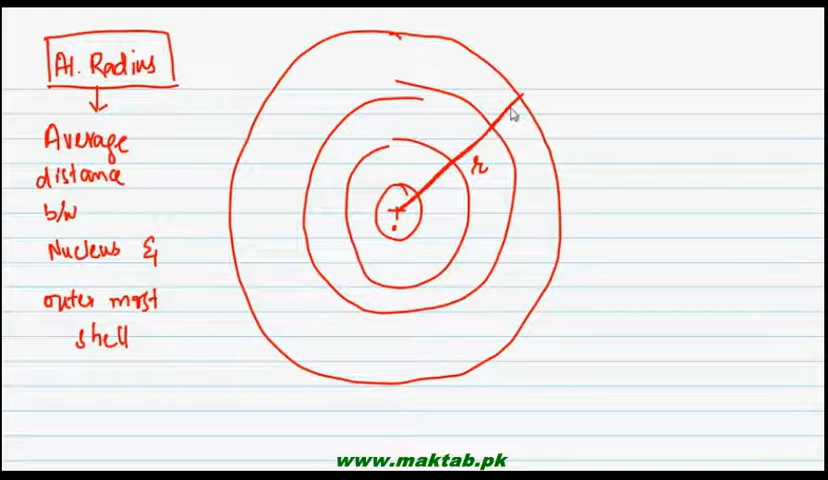 At. Radius
Average
distance
b/w
Nucleus &
outer most
shell
+
r
www.maktab.pk